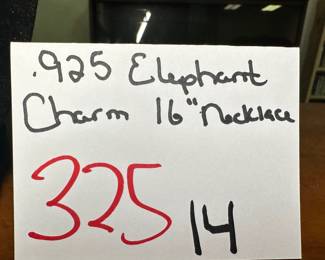 .925 Elephant
Charm 16" Necklace
325 14